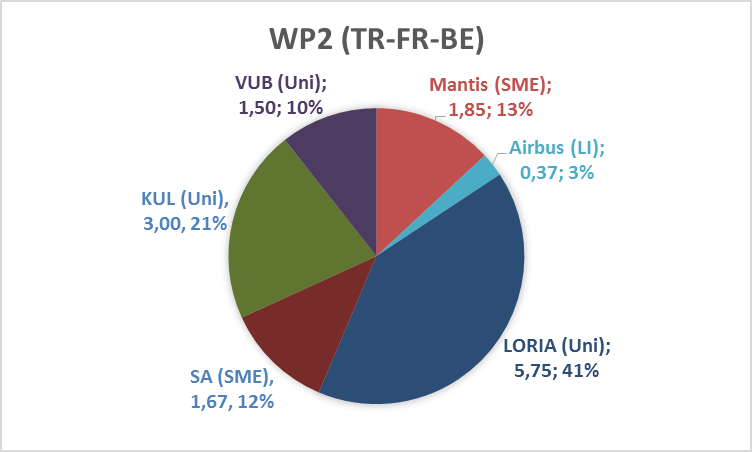 WP2 (TR-FR-BE)
VUB (Uni);
1,50; 10%
Mantis (SME);
1,85; 13%
Airbus (LI);
0,37; 3%
KUL (Uni),
3,00, 21%
LORIA (Uni);
5,75; 41%
SA (SME),
1,67, 12%